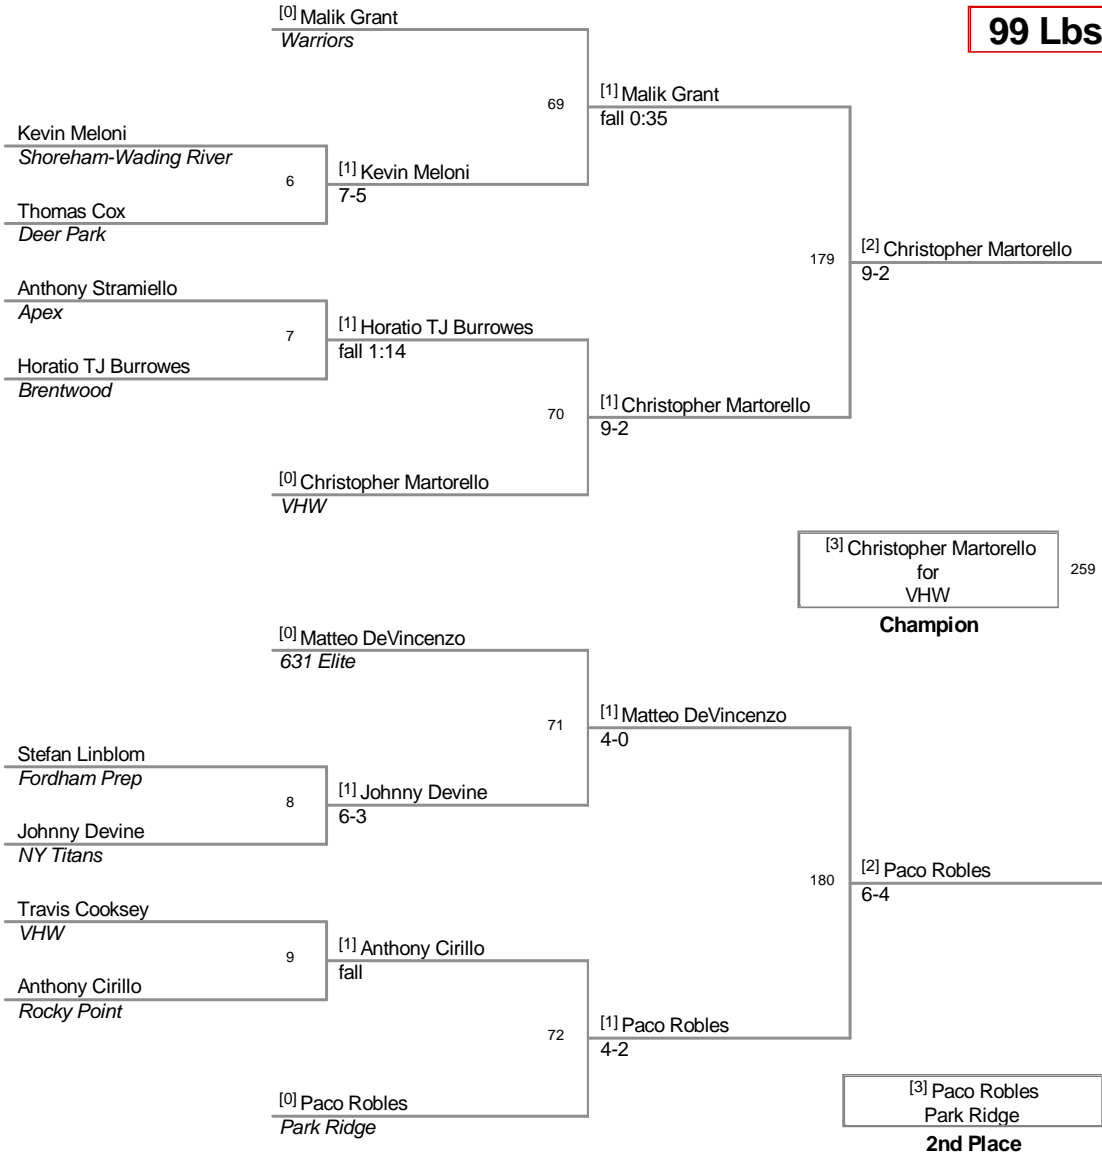 [0] Malik Grant
Warriors
99 Lbs
69
[1] Malik Grant
fall 0:35
Kevin Meloni
Shoreham-Wading River
6
[1] Kevin Meloni
7-5
Thomas Cox
Deer Park
179
[2] Christopher Martorello
9-2
Anthony Stramiello
Apex
7
[1] Horatio TJ Burrowes
fall 1:14
Horatio TJ Burrowes
Brentwood
70
[1] Christopher Martorello
9-2
[0] Christopher Martorello
VHW
[3] Christopher Martorello
for
VHW
259
Champion
[0] Matteo DeVincenzo
631 Elite
71
[1] Matteo DeVincenzo
4-0
Stefan Linblom
Fordham Prep
8
[1] Johnny Devine
6-3
Johnny Devine
NY Titans
180
[2] Paco Robles
6-4
Travis Cooksey
VHW
9
[1] Anthony Cirillo
fall
Anthony Cirillo
Rocky Point
72
[1] Paco Robles
4-2
[0] Paco Robles
Park Ridge
[3] Paco Robles
Park Ridge
2nd Place